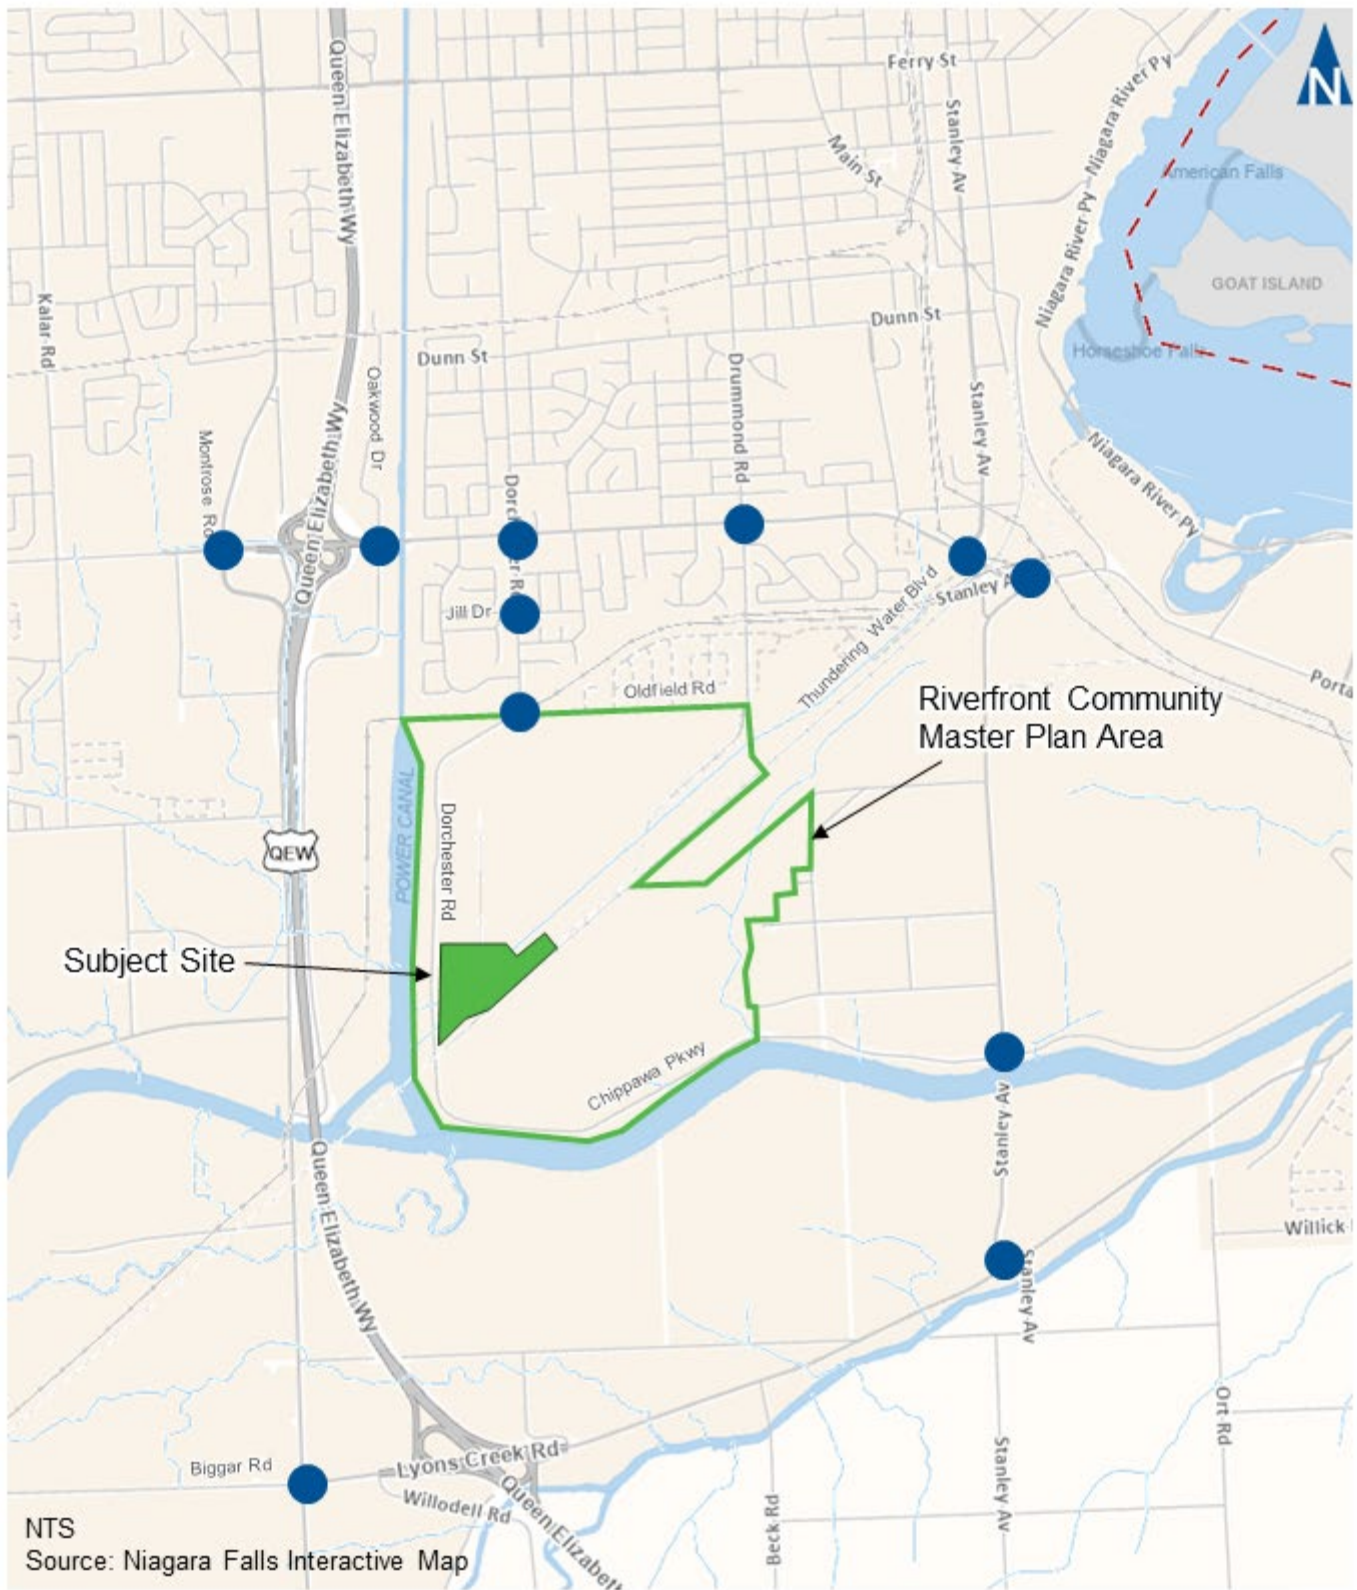 Queen Elizabeth Wy
Ferry St
N
Stanley Av
Niagara River Py
Niagara River Py
Main St
American Falls
GOAT ISLAND
Kalar Rd
Niagara River Py
Dunn St
Horseshoe Falls
Dunn St
Drummond Rd
Oakwood Dr
Stanley Av
Queen Elizabeth Wy
Montrose Rd
Niagara River Py
Jill Dr
Thundering Water Blvd
Oldfield Rd
Riverfront Community
Master Plan Area
POWER CANAL
Dorchester Rd
QEW
Subject Site
Chippawa Pkwy
Stanley Av
Queen Elizabeth Wy
Willick
Stanley Av
Ort Rd
Biggar Rd
Lyons Creek Rd
Stanley Av
Willodell Rd
Queen Elizabeth
Beck Rd
NTS
Source: Niagara Falls Interactive Map